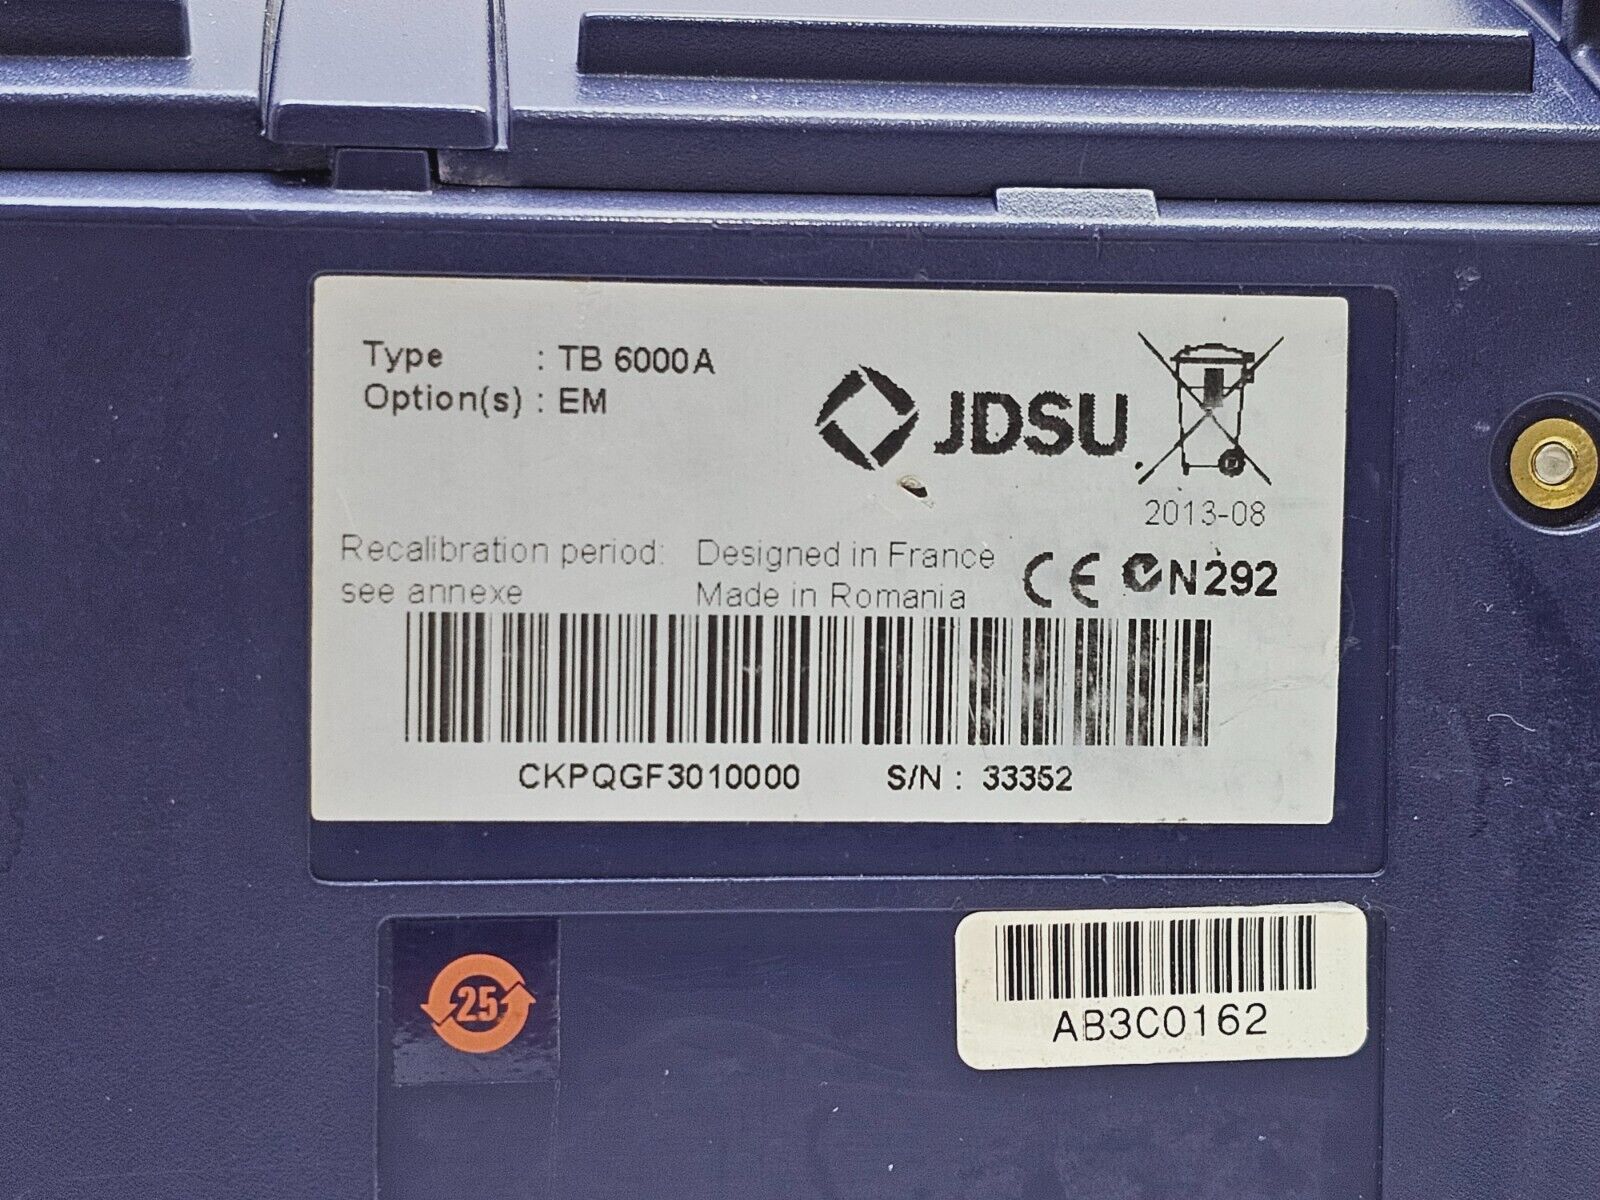 Type : TB 6000A
Option(s) : EM
JDSU
2013-08
Recalibration period: Designed in France
see annexe Made in Romania
CE N292
CKPQGF3010000 S/N : 33352
25
AB3C0162